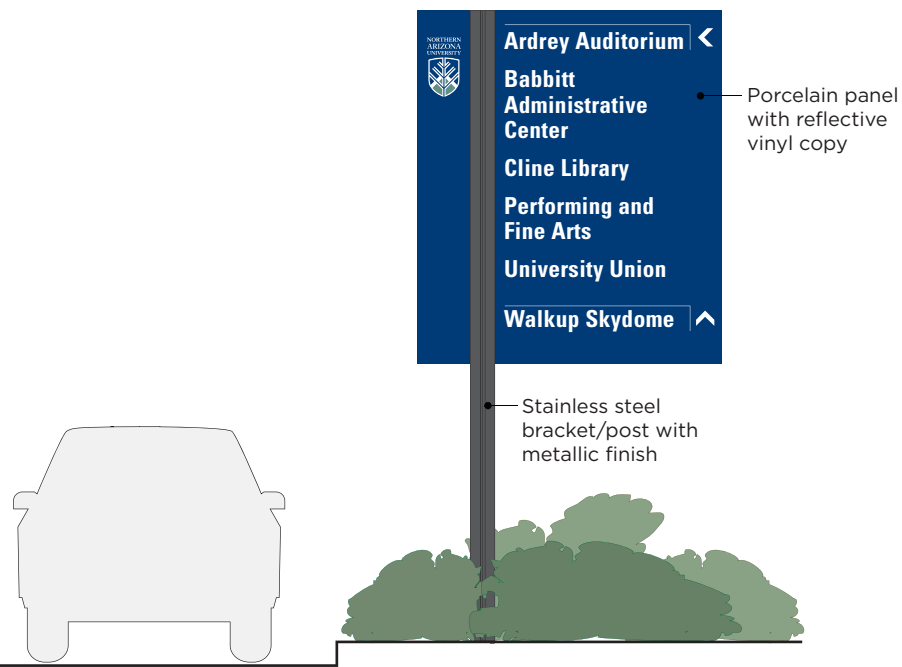 NORTHERN
ARIZONA
UNIVERSITY
Ardrey Auditorium
Babbitt
Administrative
Center
Cline Library
Performing and
Fine Arts
University Union
Walkup Skydome
Porcelain panel
with reflective
vinyl copy
Stainless steel
bracket/post with
metallic finish